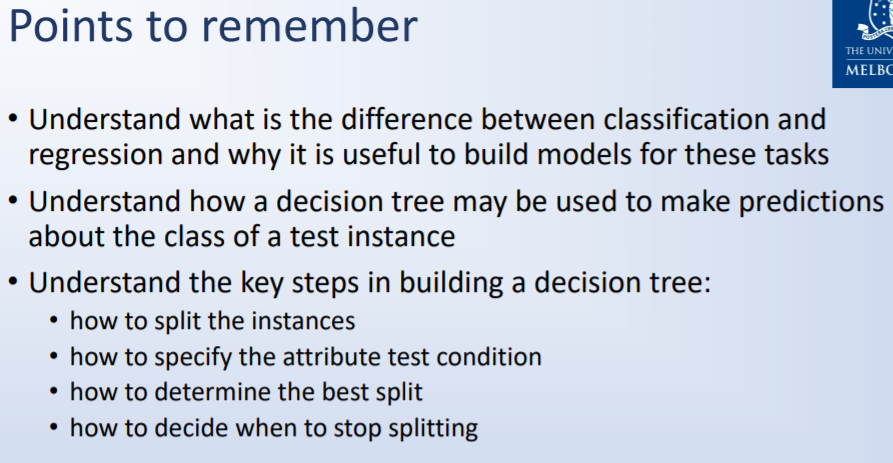 Points to remember
THE UNIV
MELBO
• Understand what is the difference between classification and
regression and why it is useful to build models for these tasks
• Understand how a decision tree may be used to make predictions
about the class of a test instance
• Understand the key steps in building a decision tree:
• how to split the instances
• how to specify the attribute test condition
• how to determine the best split
• how to decide when to stop splitting